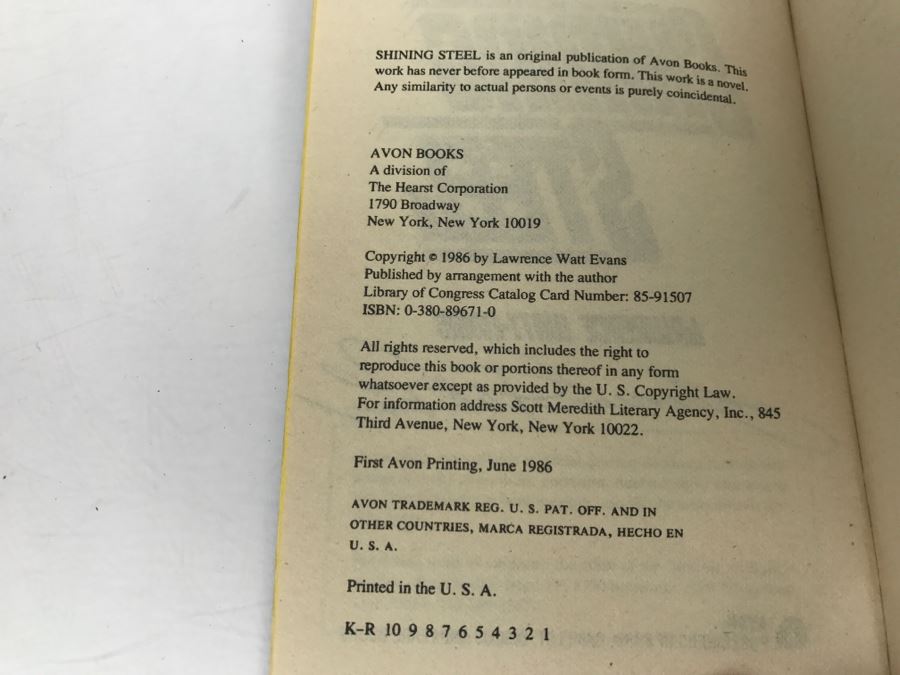 SHINING STEEL is an original publication of Avon Books. This
work has never before appeared in book form. This work is a novel.
Any similarity to actual persons or events is purely coincidental.
AVON BOOKS
A division of
The Hearst Corporation
1790 Broadway
New York, New York 10019
Copyright © 1986 by Lawrence Watt Evans
Published by arrangement with the author
Library of Congress Catalog Card Number: 85-91507
ISBN: 0-380-89671-0
All rights reserved, which includes the right to
reproduce this book or portions thereof in any form
whatsoever except as provided by the U. S. Copyright Law.
For information address Scott Meredith Literary Agency, Inc., 845
Third Avenue, New York, New York 10022.
First Avon Printing, June 1986
AVON TRADEMARK REG. U. S. PAT. OFF. AND IN
OTHER COUNTRIES, MARCA REGISTRADA, HECHO EN
U. S. A.
Printed in the U. S. A.
K–R 10 9 8 7 6 5 4 3 2 1